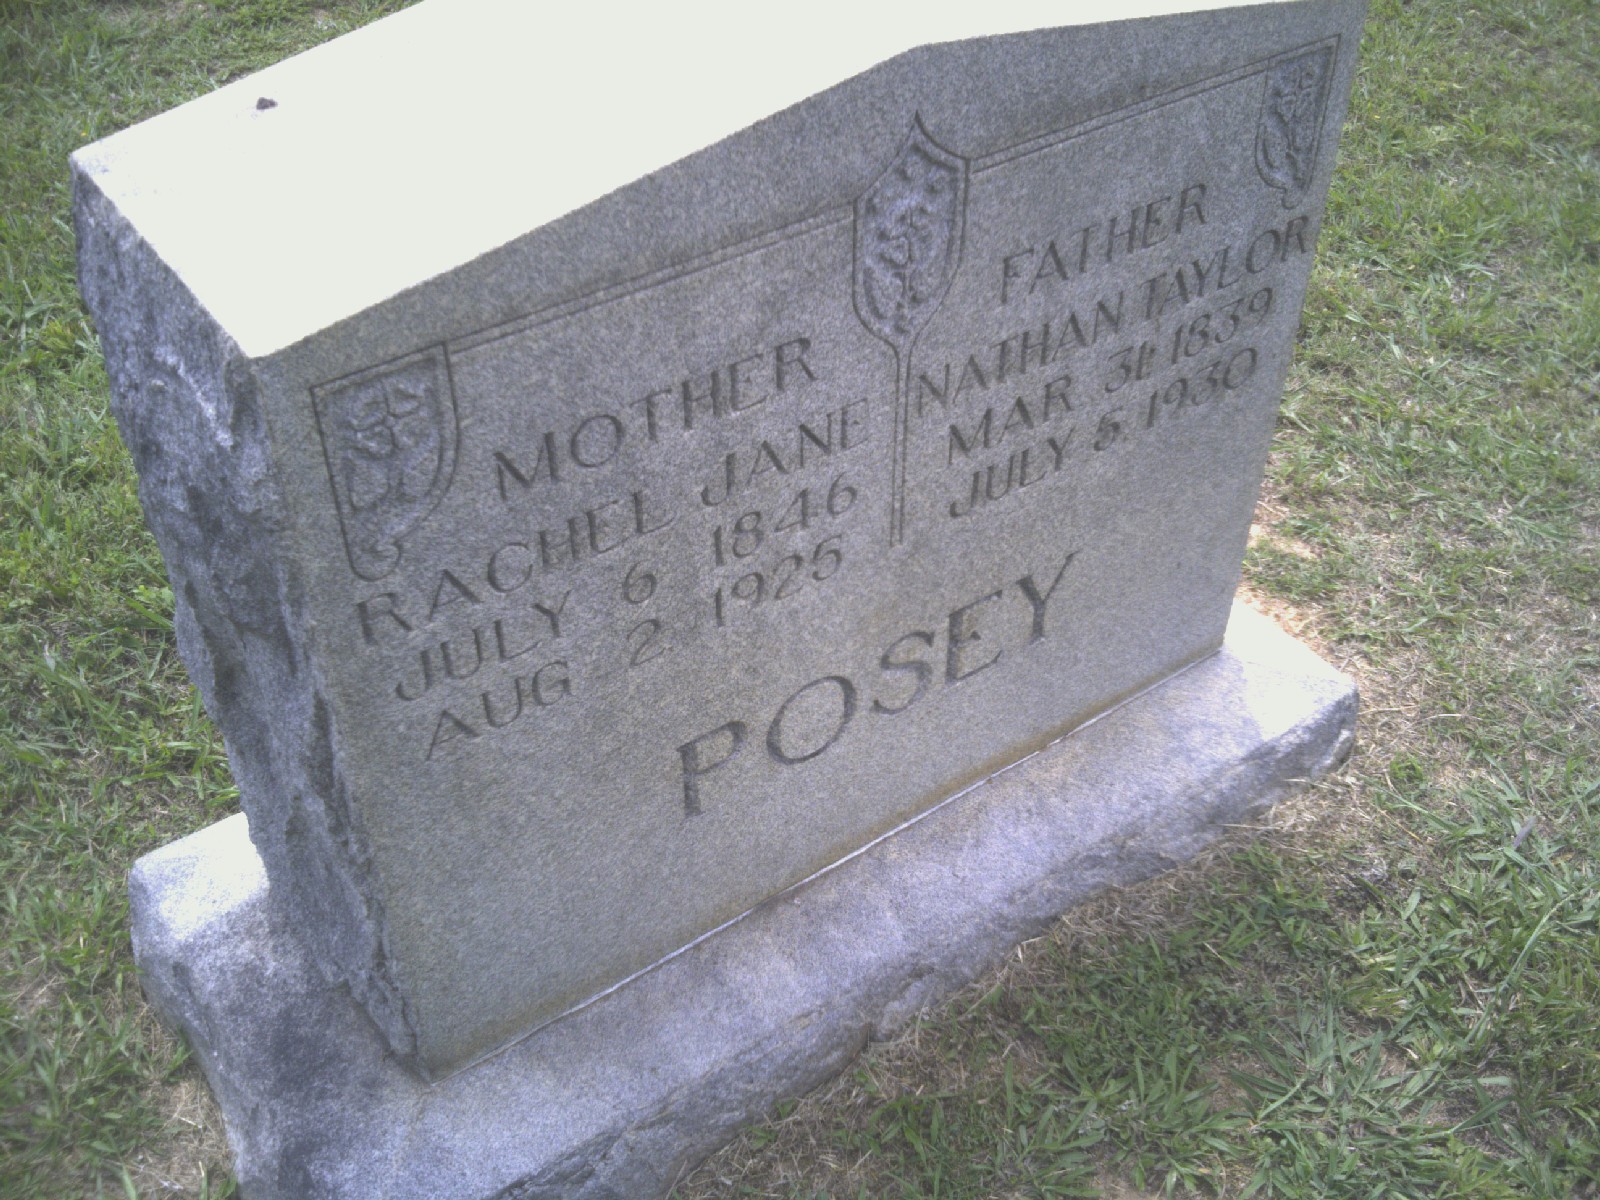 MOTHER
RACHEL JANE
JULY 6 1846
AUG 2. 1925
FATHER
NATHAN TAYLOR
MAR 31 1839
JULY 5, 1930
POSEY